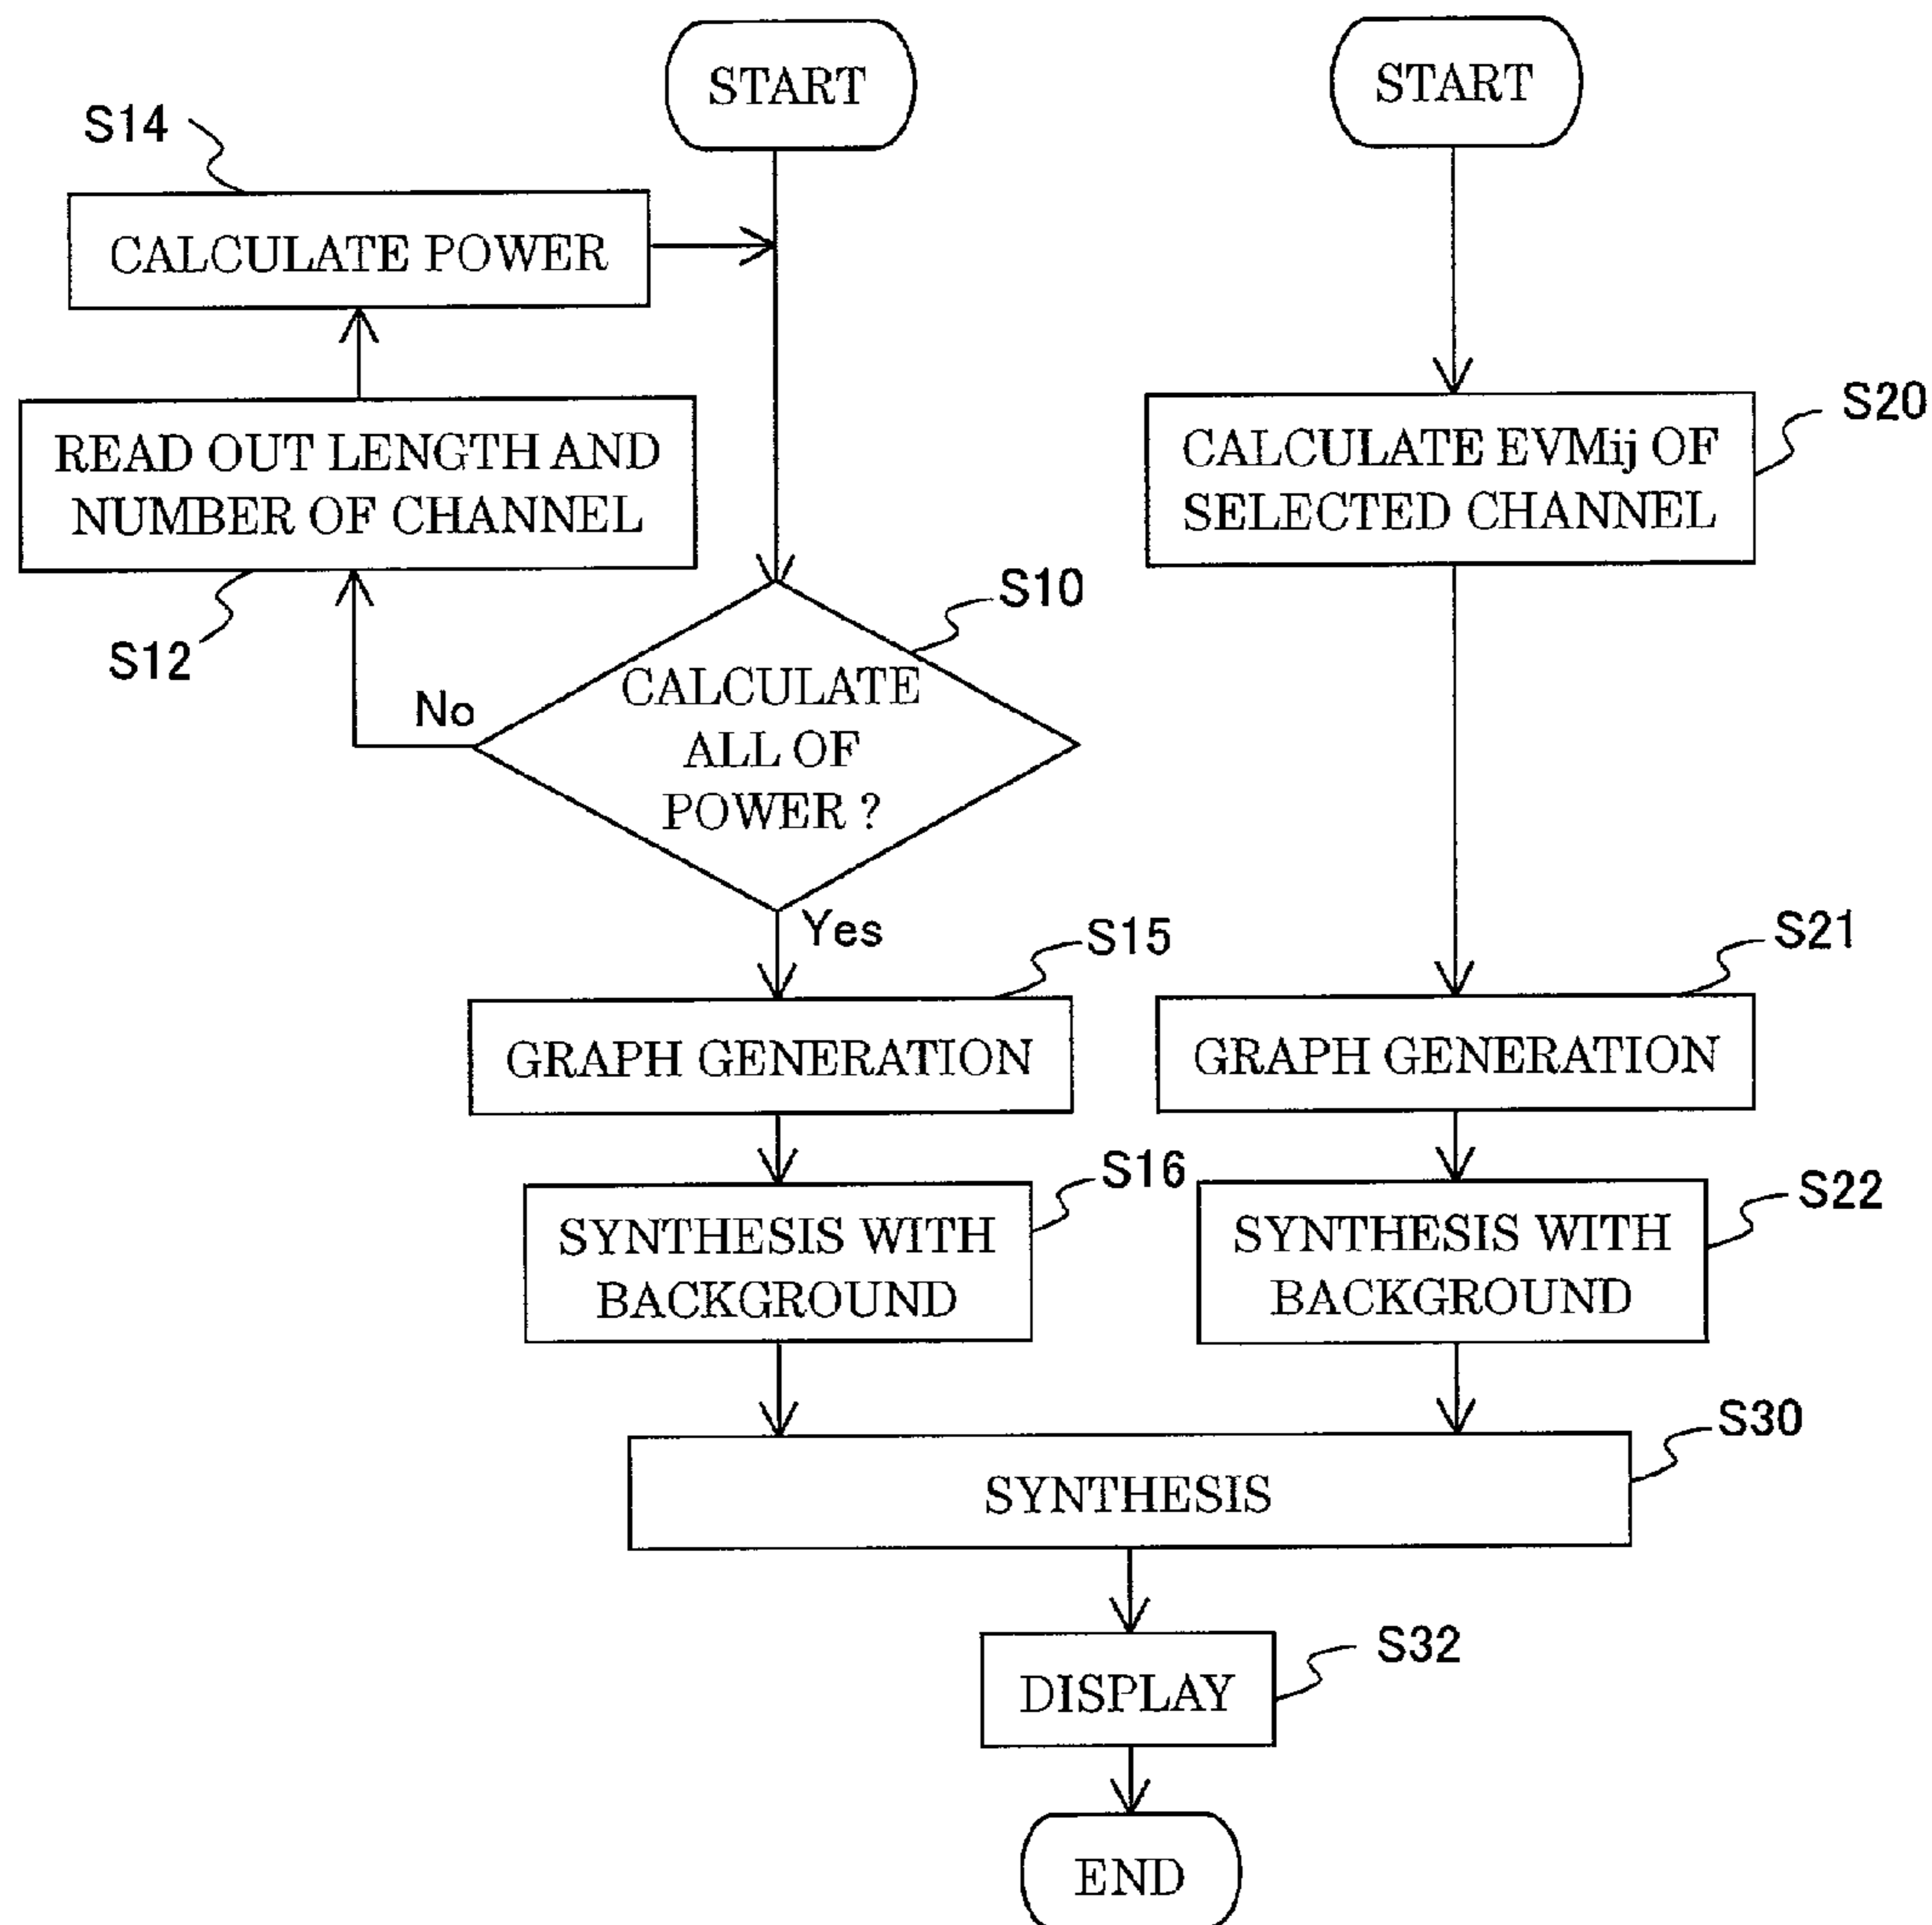 START
START
S14
CALCULATE POWER
S20
READ OUT LENGTH AND
NUMBER OF CHANNEL
CALCULATE EVMij OF
SELECTED CHANNEL
S10
S12
No
CALCULATE
ALL OF
POWER ?
Yes
S15
S21
GRAPH GENERATION
GRAPH GENERATION
S16
S22
SYNTHESIS WITH
BACKGROUND
SYNTHESIS WITH
BACKGROUND
S30
SYNTHESIS
S32
DISPLAY
END